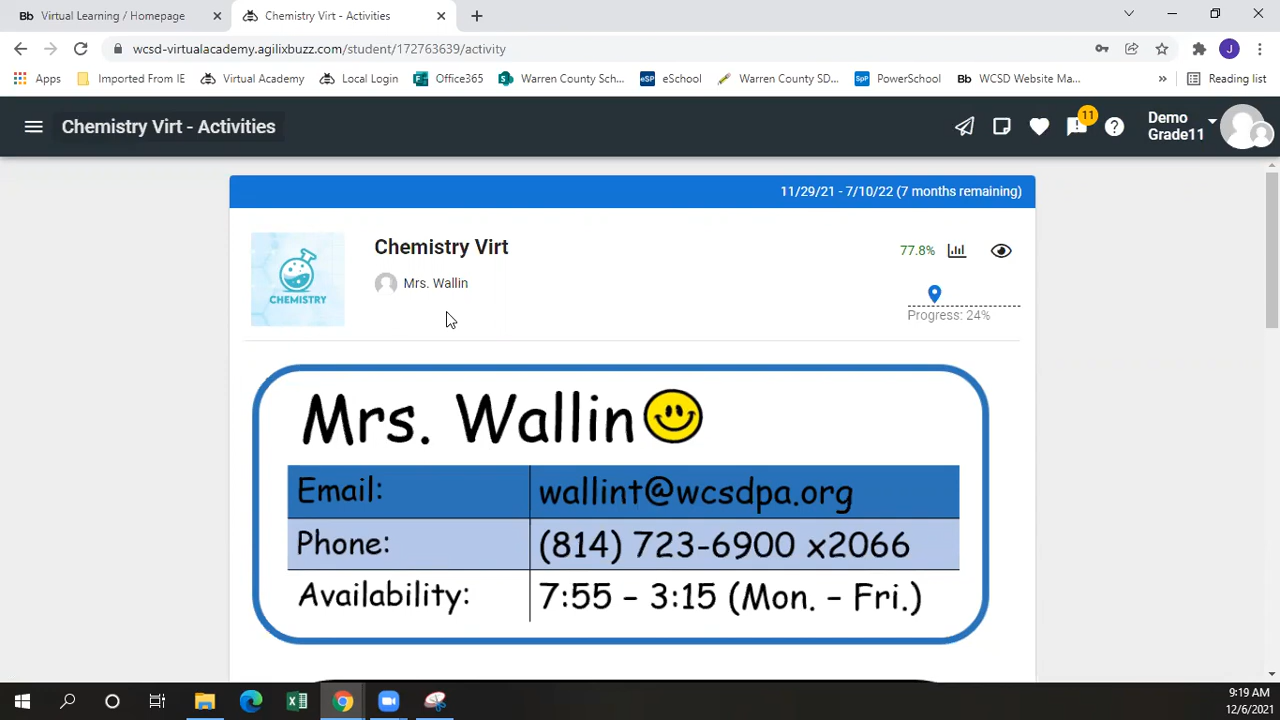 Bb Virtual Learning / Homepage
Chemistry Virt - Activities
wcsd-virtualacademy.agilixbuzz.com/student/172763639/activity
J
Apps
Imported From IE
Virtual Academy
Local Login
Office365
Warren County Sch...
eSP eSchool
Warren County SD...
SpP PowerSchool
Bb WCSD Website Ma...
»
Reading list
Chemistry Virt - Activities
11
Demo
Grade11
11/29/21 - 7/10/22 (7 months remaining)
CHEMISTRY
Chemistry Virt
Mrs. Wallin
77.8%
Progress: 24%
Mrs. Wallin
Email: wallint@wcsdpa.org
Phone: (814) 723-6900 x2066
Availability: 7:55 – 3:15 (Mon. – Fri.)
9:19 AM
12/6/2021